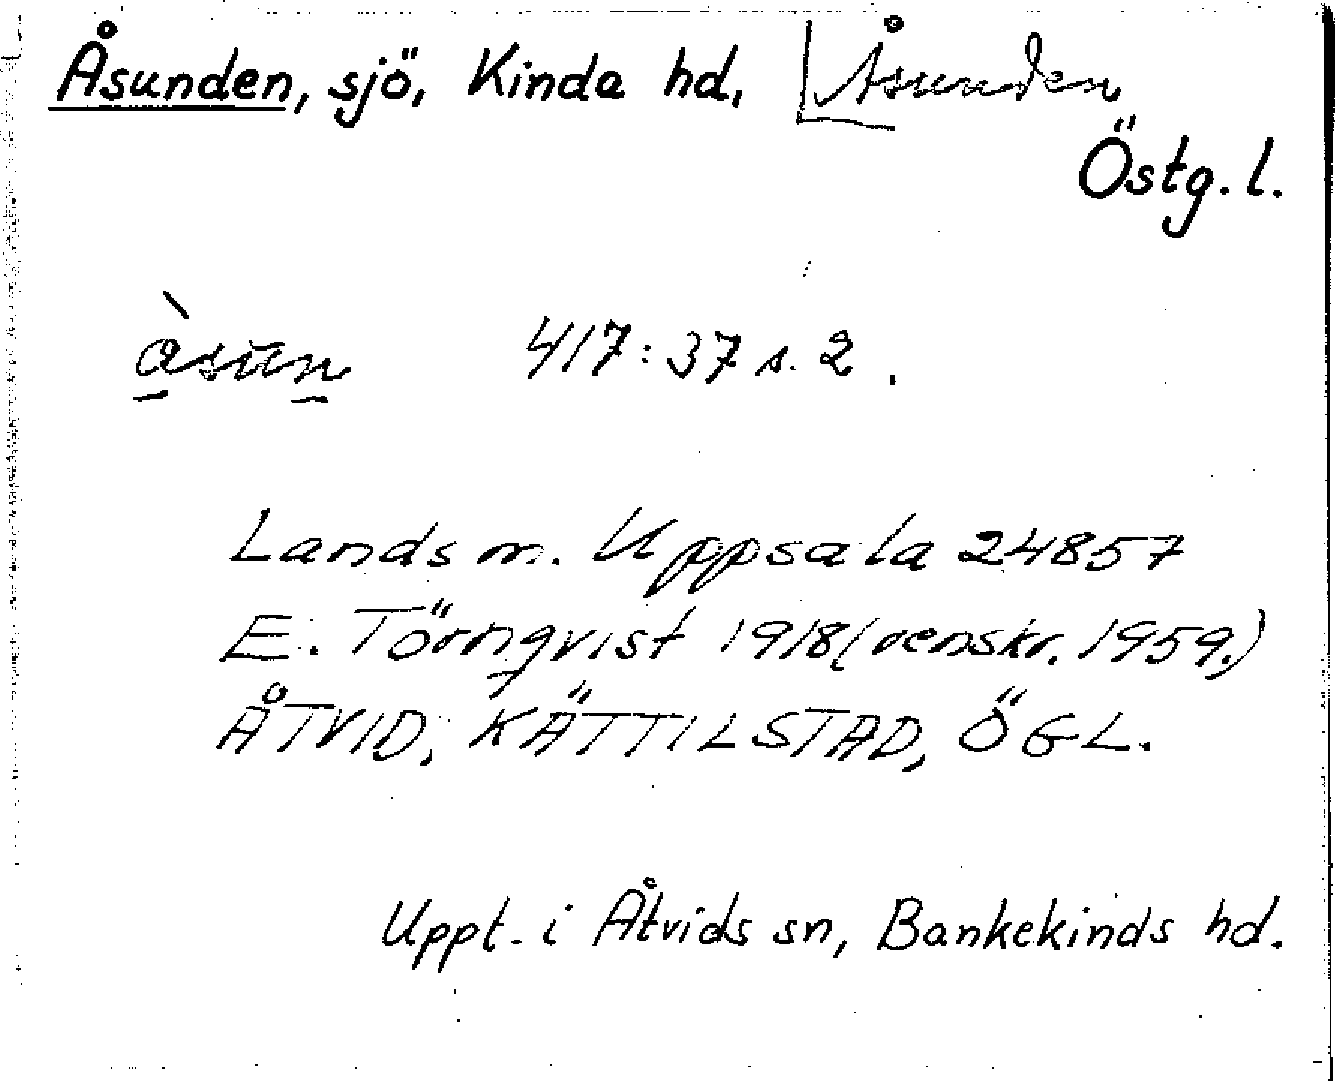 Åsunden, sjö, Kinda hd, Åsunden
Östg. l.
àsun 417:37 s. 2.
Landsm. Uppsala 24857
E. Törnqvist 1918 (renskr. 1959.)
ÅTVID, KÄTTILSTAD, ÖGL.
Uppt. i Åtvids sn, Bankekinds hd.